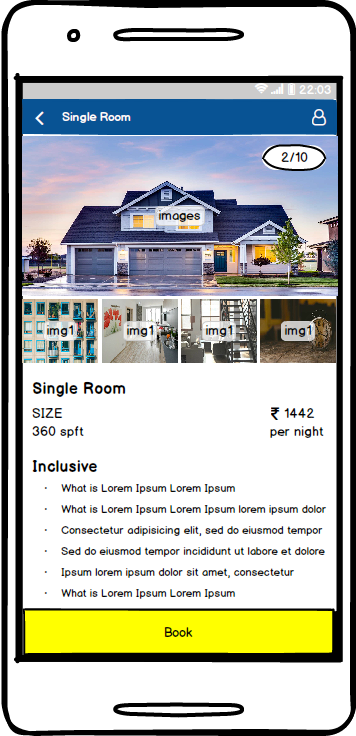 22:03
Single Room
2/10
images
img1 img1 img1 img1
Single Room
SIZE ₹ 1442
360 spft per night
Inclusive
· What is Lorem Ipsum Lorem Ipsum
· What is Lorem Ipsum Lorem Ipsum lorem ipsum dolor
· Consectetur adipisicing elit, sed do eiusmod tempor
· Sed do eiusmod tempor incididunt ut labore et dolore
· Ipsum lorem ipsum dolor sit amet, consectetur
· What is Lorem Ipsum Lorem Ipsum
Book